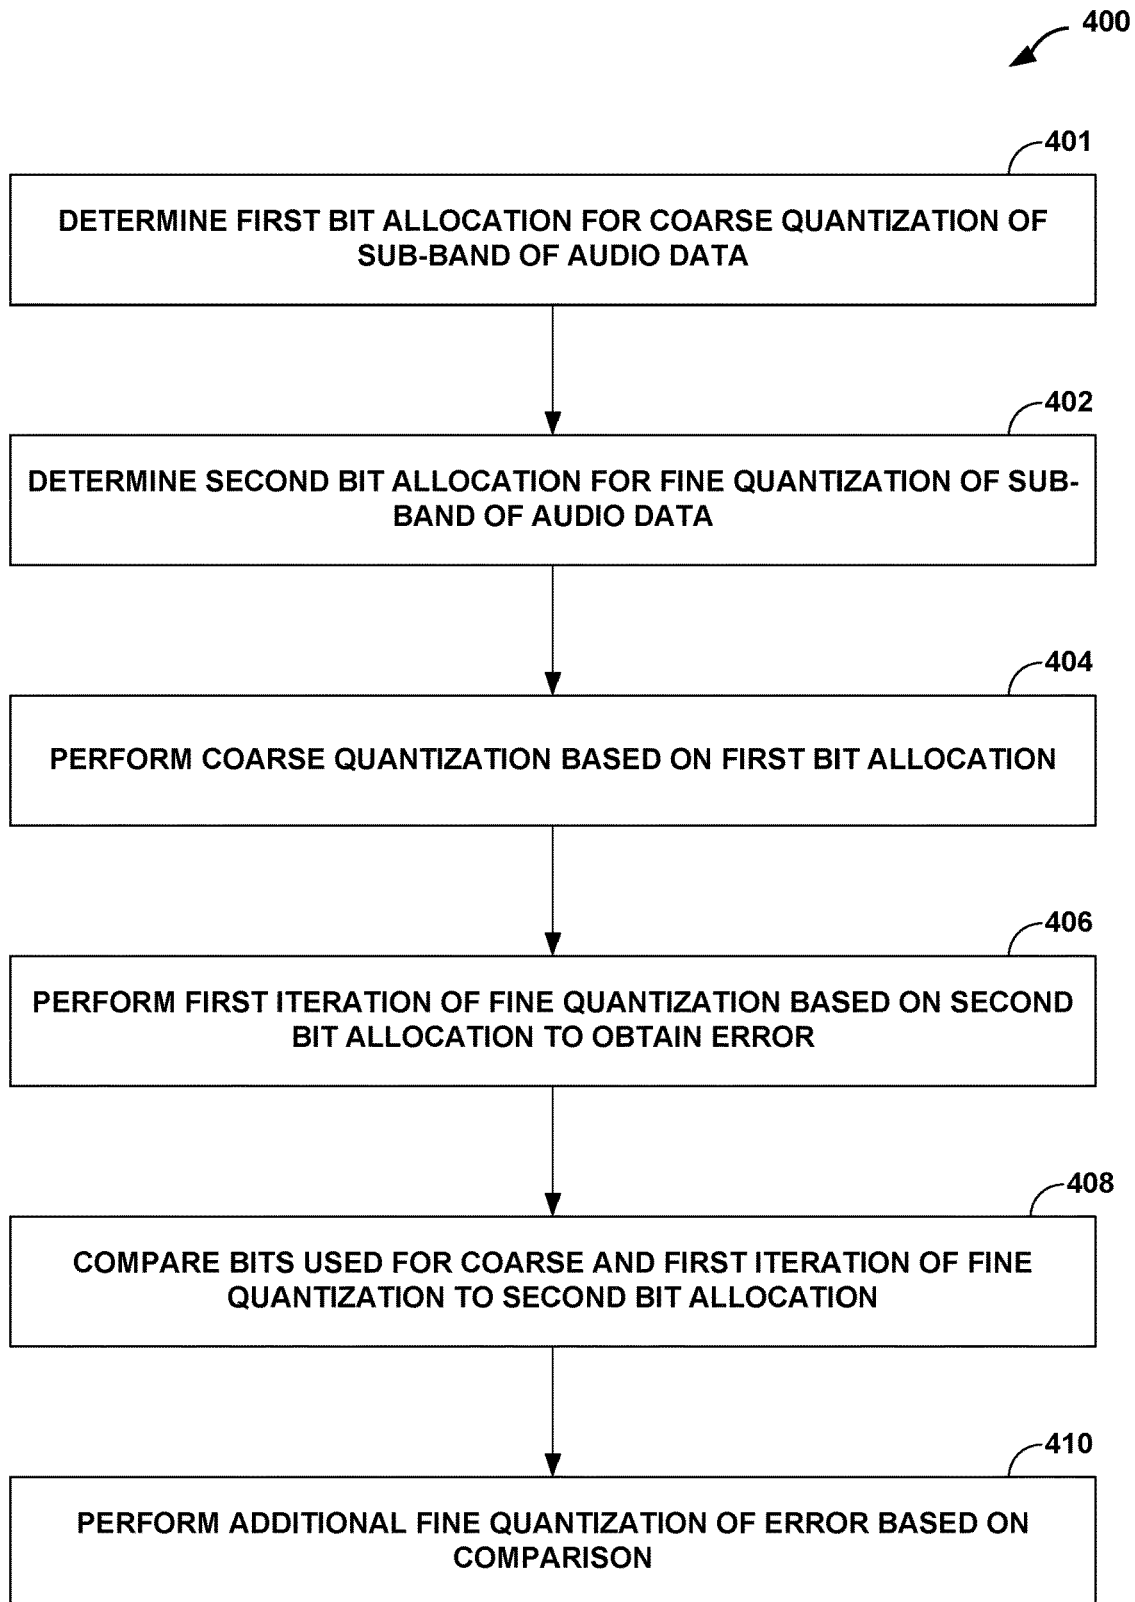 400
401
DETERMINE FIRST BIT ALLOCATION FOR COARSE QUANTIZATION OF
SUB-BAND OF AUDIO DATA
402
DETERMINE SECOND BIT ALLOCATION FOR FINE QUANTIZATION OF SUB-
BAND OF AUDIO DATA
404
PERFORM COARSE QUANTIZATION BASED ON FIRST BIT ALLOCATION
406
PERFORM FIRST ITERATION OF FINE QUANTIZATION BASED ON SECOND
BIT ALLOCATION TO OBTAIN ERROR
408
COMPARE BITS USED FOR COARSE AND FIRST ITERATION OF FINE
QUANTIZATION TO SECOND BIT ALLOCATION
410
PERFORM ADDITIONAL FINE QUANTIZATION OF ERROR BASED ON
COMPARISON